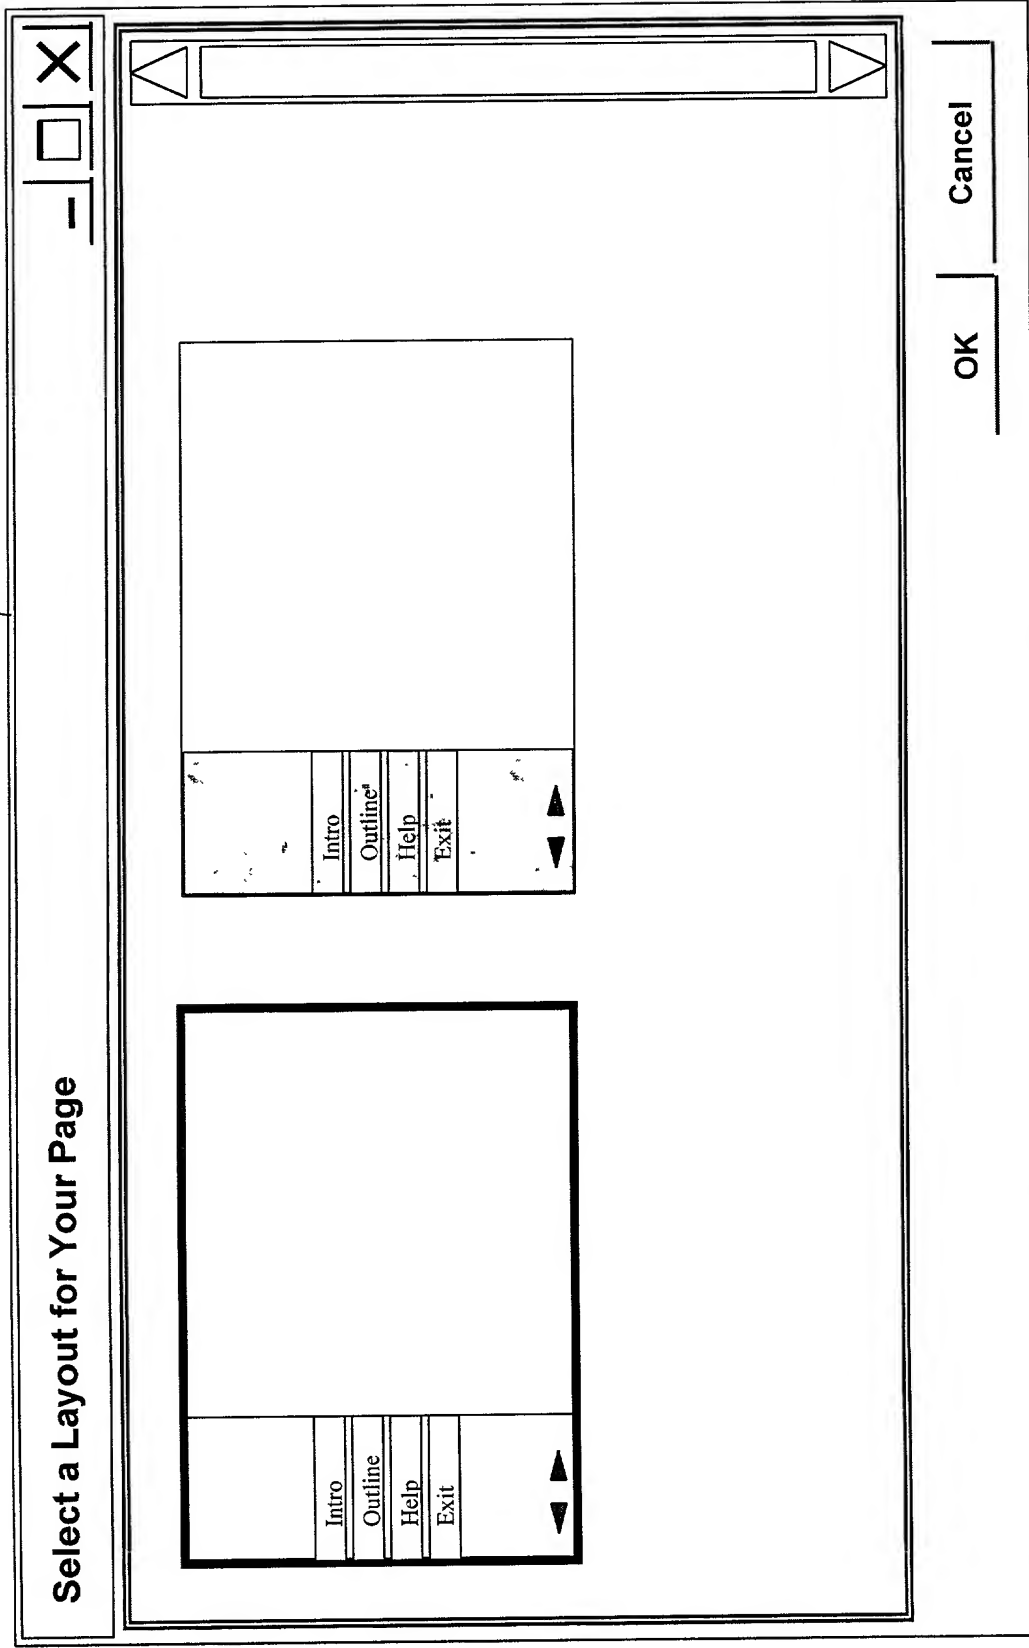 Select a Layout for Your Page
Intro
Outline
Help
Exit
Intro
Outline
Help
Exit
OK
Cancel